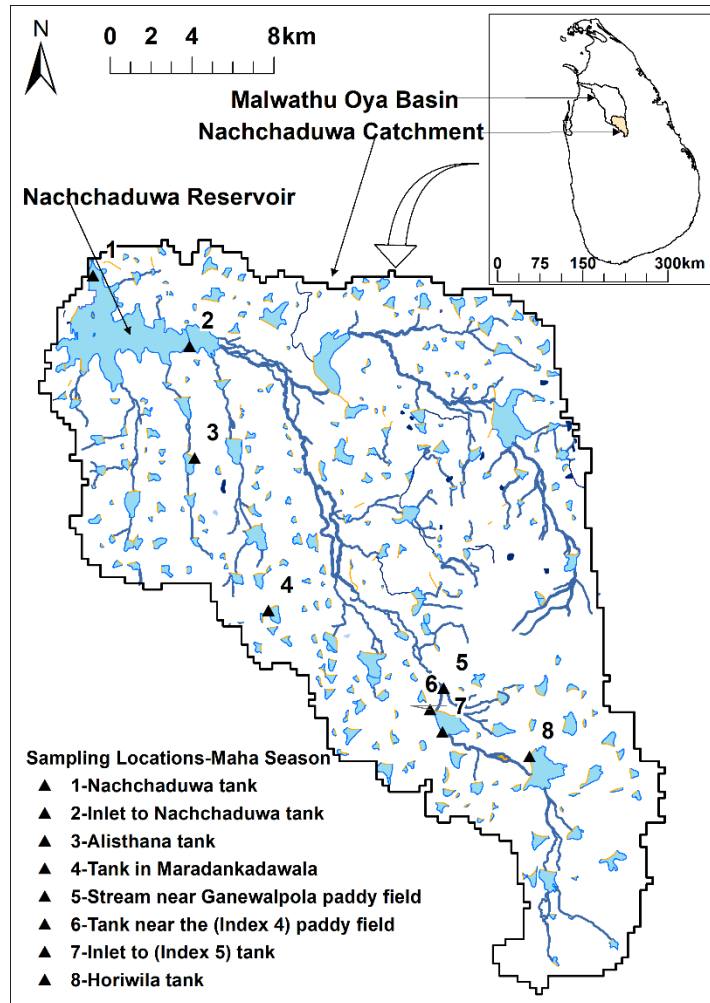 N
0 2 4 8km
Malwathu Oya Basin
Nachchaduwa Catchment
Nachchaduwa Reservoir
0 75 150 300km
1
2
3
4
5
6
7
8
Sampling Locations-Maha Season
1-Nachchaduwa tank
2-Inlet to Nachchaduwa tank
3-Alisthana tank
4-Tank in Maradankadawala
5-Stream near Ganewalpola paddy field
6-Tank near the (Index 4) paddy field
7-Inlet to (Index 5) tank
8-Horiwila tank